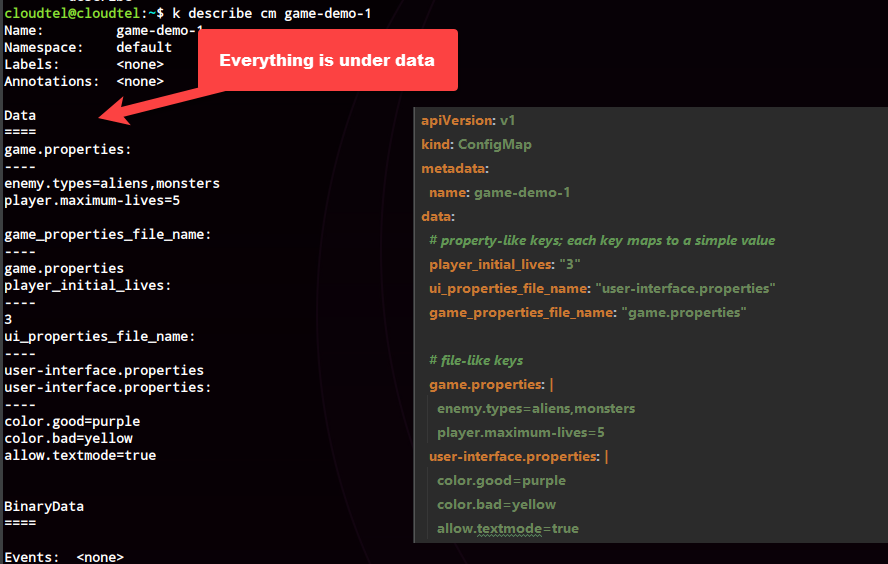 cloudtel@cloudtel:~$ k describe cm game-demo-1
Name:         game-demo-1
Namespace:    default
Labels:       <none>
Annotations:  <none>
Everything is under data
Data
====
game.properties:
----
enemy.types=aliens,monsters
player.maximum-lives=5
game_properties_file_name:
----
game.properties
player_initial_lives:
----
3
ui_properties_file_name:
----
user-interface.properties
user-interface.properties:
----
color.good=purple
color.bad=yellow
allow.textmode=true
BinaryData
====
Events:  <none>
apiVersion: v1
kind: ConfigMap
metadata:
  name: game-demo-1
data:
  # property-like keys; each key maps to a simple value
  player_initial_lives: "3"
  ui_properties_file_name: "user-interface.properties"
  game_properties_file_name: "game.properties"
  # file-like keys
  game.properties: |
    enemy.types=aliens,monsters
    player.maximum-lives=5
  user-interface.properties: |
    color.good=purple
    color.bad=yellow
    allow.textmode=true